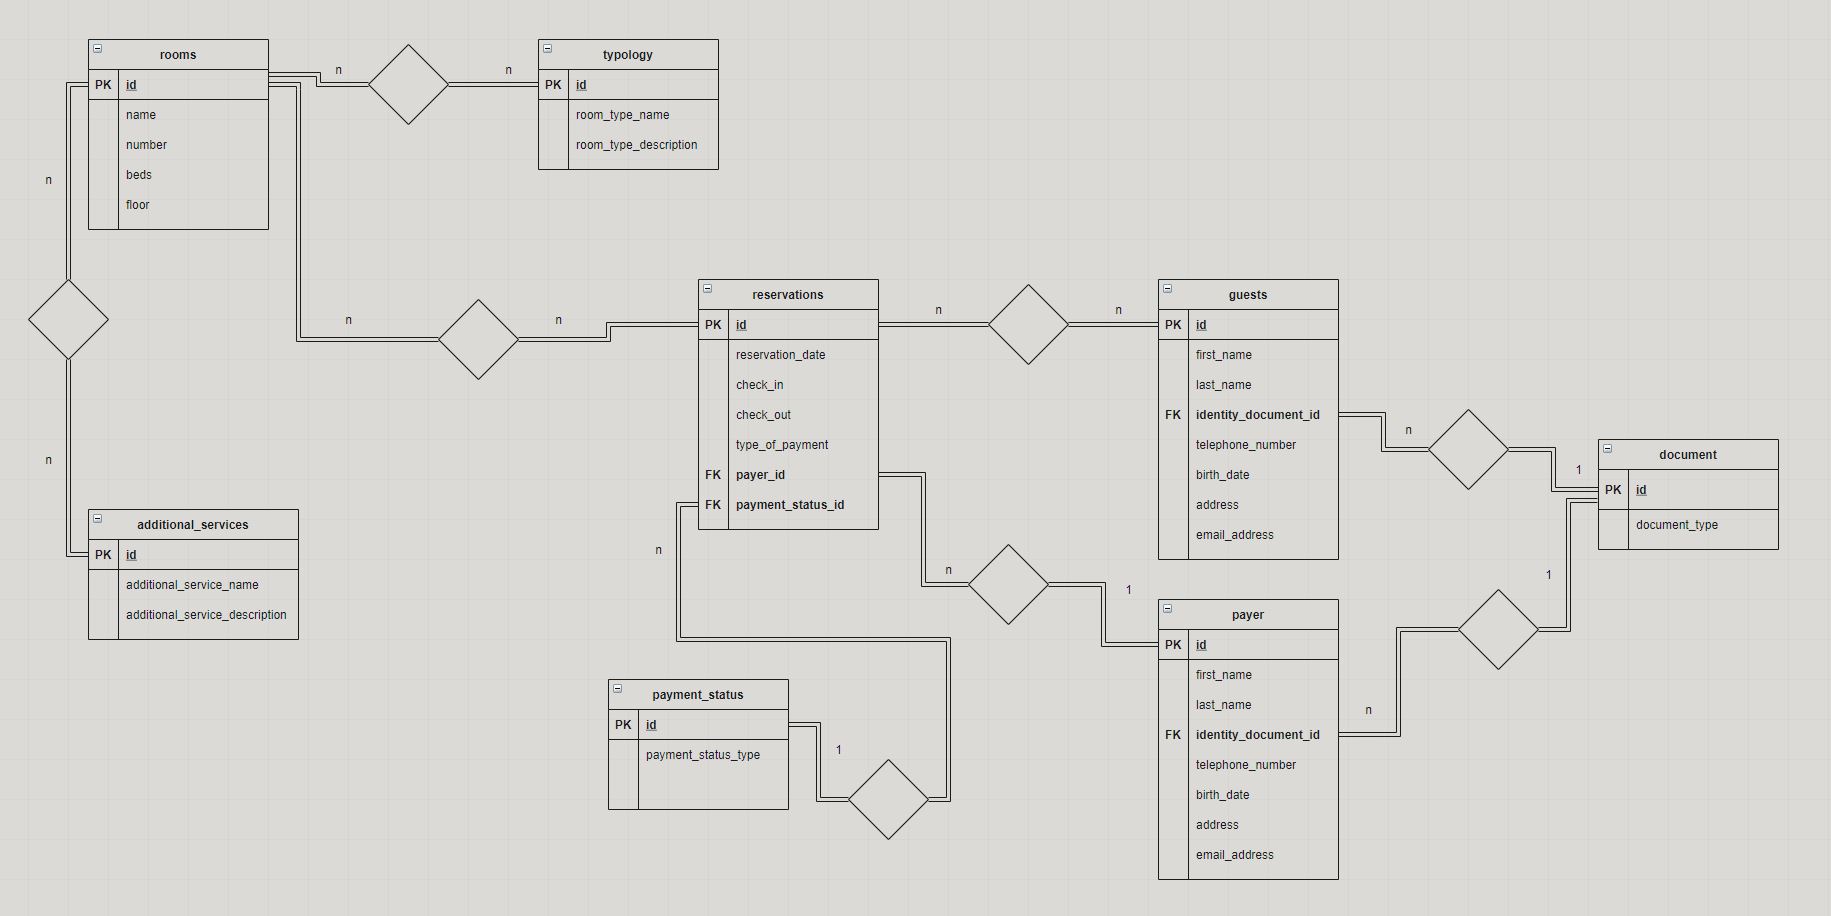 rooms
PK id
name
number
beds
floor
n
n
typology
PK id
room_type_name
room_type_description
n
n
n
n
additional_services
PK id
additional_service_name
additional_service_description
reservations
PK id
reservation_date
check_in
check_out
type_of_payment
FK payer_id
FK payment_status_id
n
n
guests
PK id
first_name
last_name
FK identity_document_id
telephone_number
birth_date
address
email_address
n
1
document
PK id
document_type
n
n
1
1
payer
PK id
first_name
last_name
FK identity_document_id
telephone_number
birth_date
address
email_address
n
payment_status
PK id
payment_status_type
1